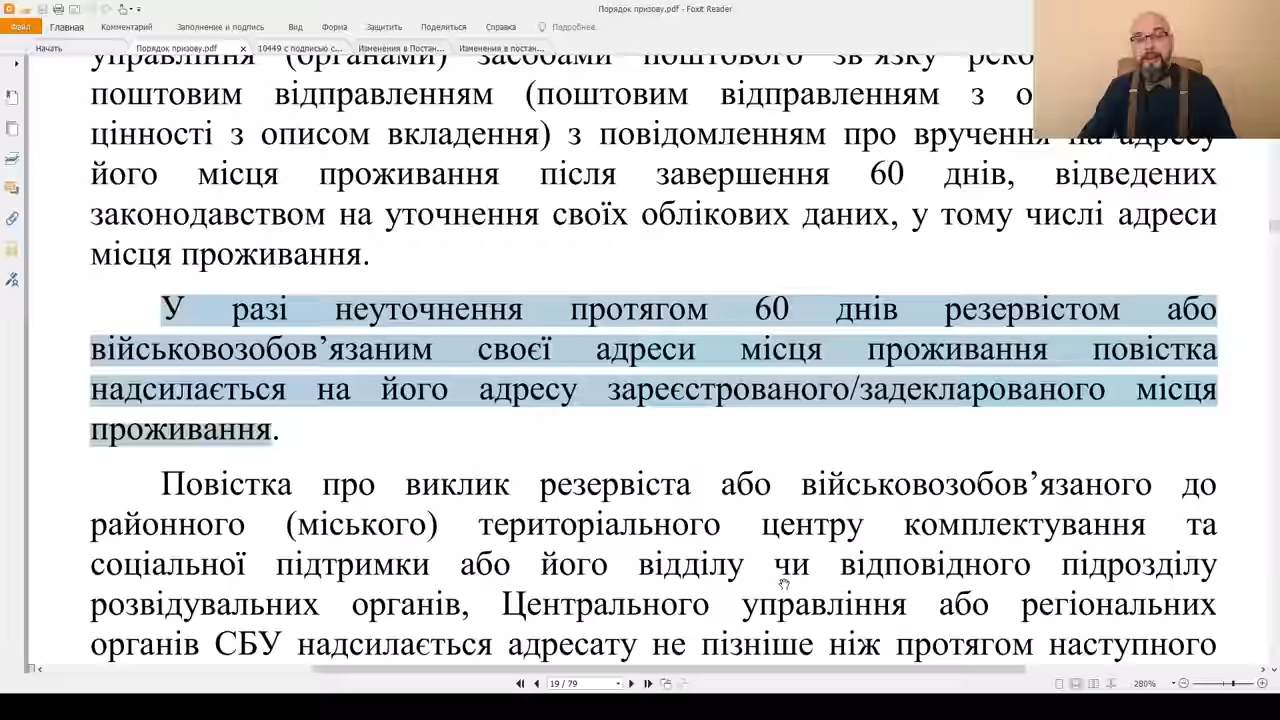 Порядок призову.pdf - Foxit Reader
Файл Главная Комментарий Заполнение и подпись Вид Форма Защитить Поделиться Справка Подробнее.
Начать Порядок призову.pdf 10449 с подписью с... Изменения в Постан... Изменения в постан...
управління (органами) засобами поштового зв'язку
поштовим відправленням (поштовим відправленням з
цінності з описом вкладення) з повідомленням про вручення на адресу
його місця проживання після завершення 60 днів, відведених
законодавством на уточнення своїх облікових даних, у тому числі адреси
місця проживання.
У разі неуточнення протягом 60 днів резервістом або
військовозобов’язаним своєї адреси місця проживання повістка
надсилається на його адресу зареєстрованого/задекларованого місця
проживання.
Повістка про виклик резервіста або військовозобов’язаного до
районного (міського) територіального центру комплектування та
соціальної підтримки або його відділу чи відповідного підрозділу
розвідувальних органів, Центрального управління або регіональних
органів СБУ надсилається адресату не пізніше ніж протягом наступного
19 / 79 280%